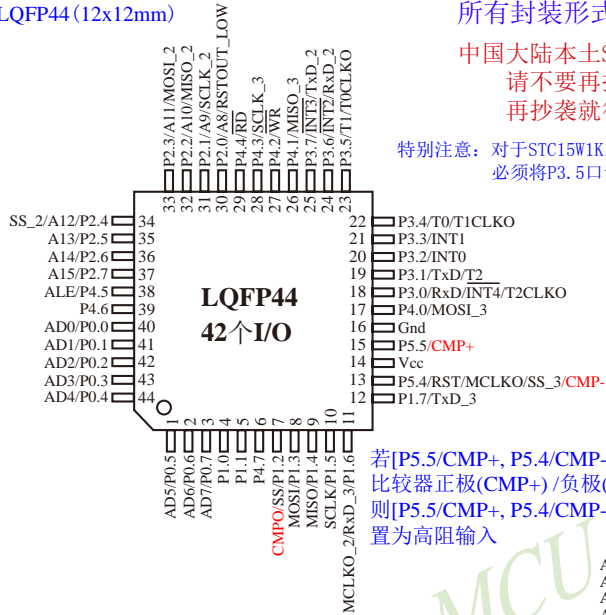 LQFP44(12x12mm)
所有封装形式
中国大陆本土S
请不要再抄
再抄袭就很
特别注意: 对于STC15W1K
必须将P3.5口
P2.3/A11/MOSI_2
P2.2/A10/MISO_2
P2.1/A9/SCLK_2
P2.0/A8/RSTOUT_LOW
P4.4/RD
P4.3/SCLK_3
P4.2/WR
P4.1/MISO_3
P3.7/INT3/TxD_2
P3.6/INT2/RxD_2
P3.5/T1/T0CLKO
33 32 31 30 29 28 27 26 25 24 23
SS_2/A12/P2.4 34
A13/P2.5 35
A14/P2.6 36
A15/P2.7 37
ALE/P4.5 38
P4.6 39
AD0/P0.0 40
AD1/P0.1 41
AD2/P0.2 42
AD3/P0.3 43
AD4/P0.4 44
LQFP44
42个I/O
22 P3.4/T0/T1CLKO
21 P3.3/INT1
20 P3.2/INT0
19 P3.1/TxD/T2
18 P3.0/RxD/INT4/T2CLKO
17 P4.0/MOSI_3
16 Gnd
15 P5.5/CMP+
14 Vcc
13 P5.4/RST/MCLKO/SS_3/CMP-
12 P1.7/TxD_3
1 2 3 4 5 6 7 8 9 10 11
AD5/P0.5
AD6/P0.6
AD7/P0.7
P1.0
P1.1
P4.7
CMPO/SS/P1.2
MOSI/P1.3
MISO/P1.4
SCLK/P1.5
MCLKO_2/RxD_3/P1.6
若[P5.5/CMP+, P5.4/CMP-
比较器正极(CMP+) /负极(
则[P5.5/CMP+, P5.4/CMP-
置为高阻输入
MCU